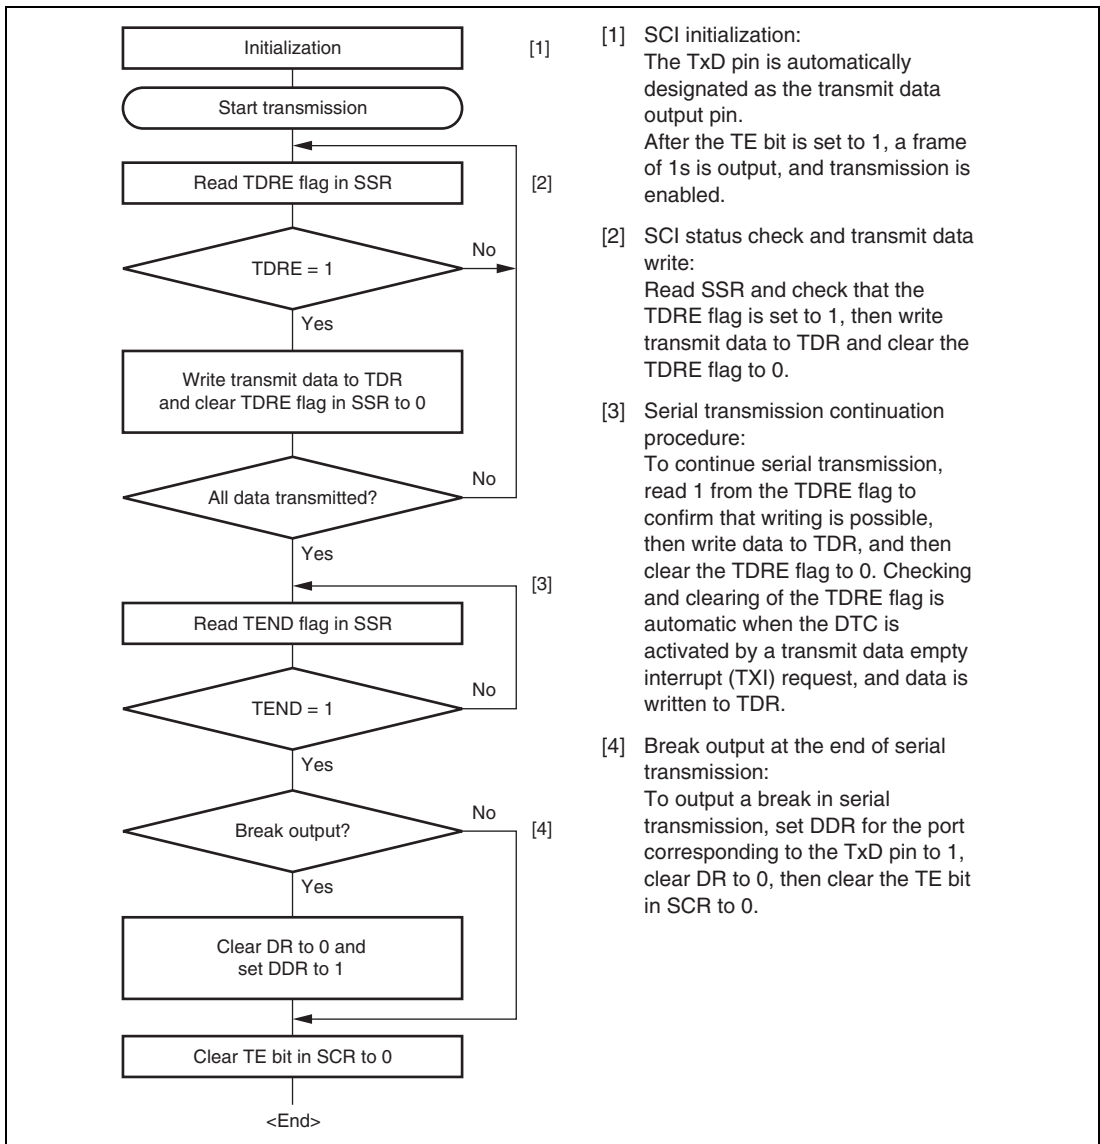 Initialization
[1]
Start transmission
Read TDRE flag in SSR
[2]
TDRE = 1
No
Yes
Write transmit data to TDR
and clear TDRE flag in SSR to 0
All data transmitted?
No
Yes
[3]
Read TEND flag in SSR
TEND = 1
No
Yes
Break output?
No
[4]
Yes
Clear DR to 0 and
set DDR to 1
Clear TE bit in SCR to 0
<End>
[1] SCI initialization:
The TxD pin is automatically
designated as the transmit data
output pin.
After the TE bit is set to 1, a frame
of 1s is output, and transmission is
enabled.
[2] SCI status check and transmit data
write:
Read SSR and check that the
TDRE flag is set to 1, then write
transmit data to TDR and clear the
TDRE flag to 0.
[3] Serial transmission continuation
procedure:
To continue serial transmission,
read 1 from the TDRE flag to
confirm that writing is possible,
then write data to TDR, and then
clear the TDRE flag to 0. Checking
and clearing of the TDRE flag is
automatic when the DTC is
activated by a transmit data empty
interrupt (TXI) request, and data is
written to TDR.
[4] Break output at the end of serial
transmission:
To output a break in serial
transmission, set DDR for the port
corresponding to the TxD pin to 1,
clear DR to 0, then clear the TE bit
in SCR to 0.